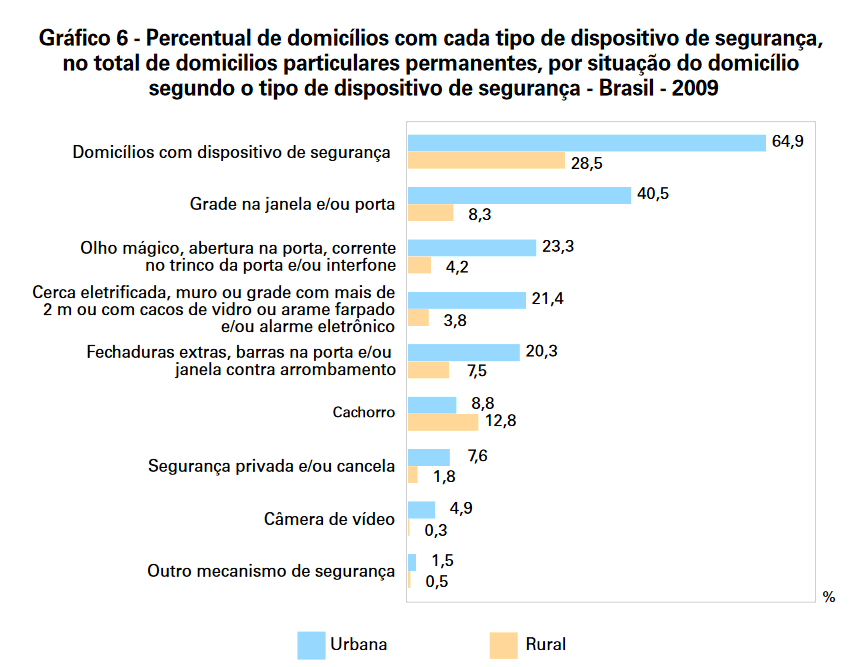 Gráfico 6 - Percentual de domicílios com cada tipo de dispositivo de segurança,
no total de domicilios particulares permanentes, por situação do domicílio
segundo o tipo de dispositivo de segurança - Brasil - 2009
Domicílios com dispositivo de segurança
64,9
28,5
Grade na janela e/ou porta
40,5
8,3
Olho mágico, abertura na porta, corrente
no trinco da porta e/ou interfone
23,3
4,2
Cerca eletrificada, muro ou grade com mais de
2 m ou com cacos de vidro ou arame farpado
e/ou alarme eletrônico
21,4
3,8
Fechaduras extras, barras na porta e/ou
janela contra arrombamento
20,3
7,5
Cachorro
8,8
12,8
Segurança privada e/ou cancela
7,6
1,8
Câmera de vídeo
4,9
0,3
Outro mecanismo de segurança
1,5
0,5
%
Urbana
Rural